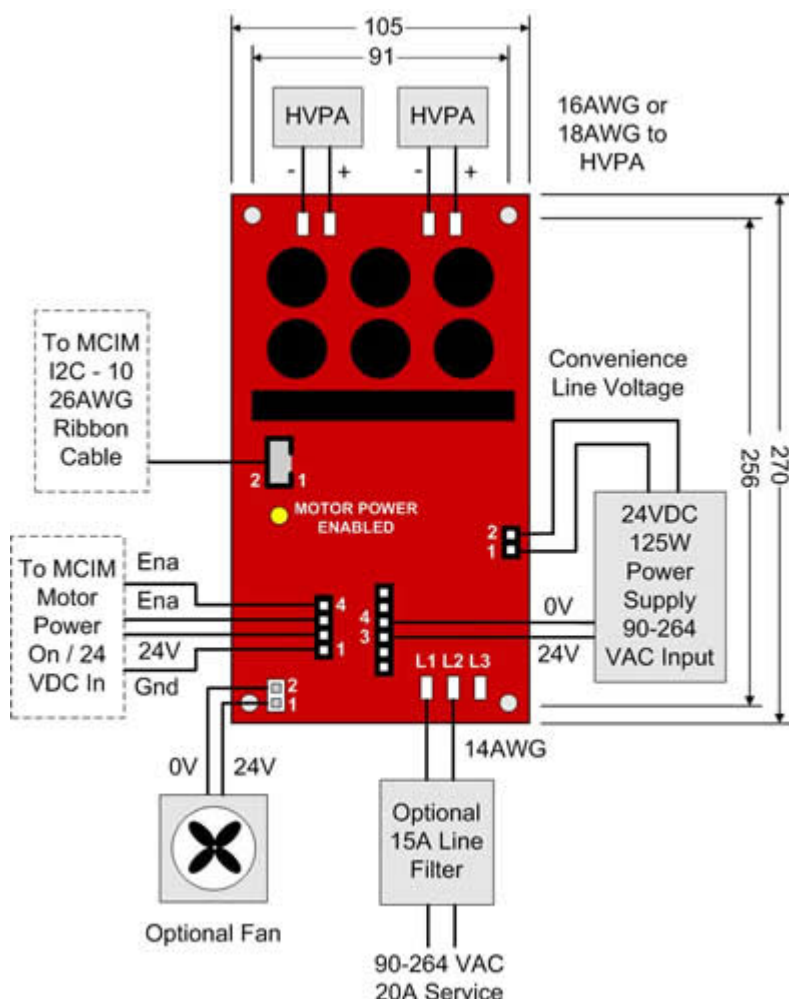 105
91
HVPA
HVPA
16AWG or
18AWG to
HVPA
- +
- +
To MCIM
I2C - 10
26AWG
Ribbon
Cable
2 1
MOTOR POWER
ENABLED
Convenience
Line Voltage
256
270
2
1
24VDC
125W
Power
Supply
90-264
VAC Input
0V
24V
To MCIM
Motor
Power
On / 24
VDC In
Ena
Ena
24V
Gnd
4
1
4
3
L1 L2 L3
2
1
0V 24V
Optional Fan
14AWG
Optional
15A Line
Filter
90-264 VAC
20A Service